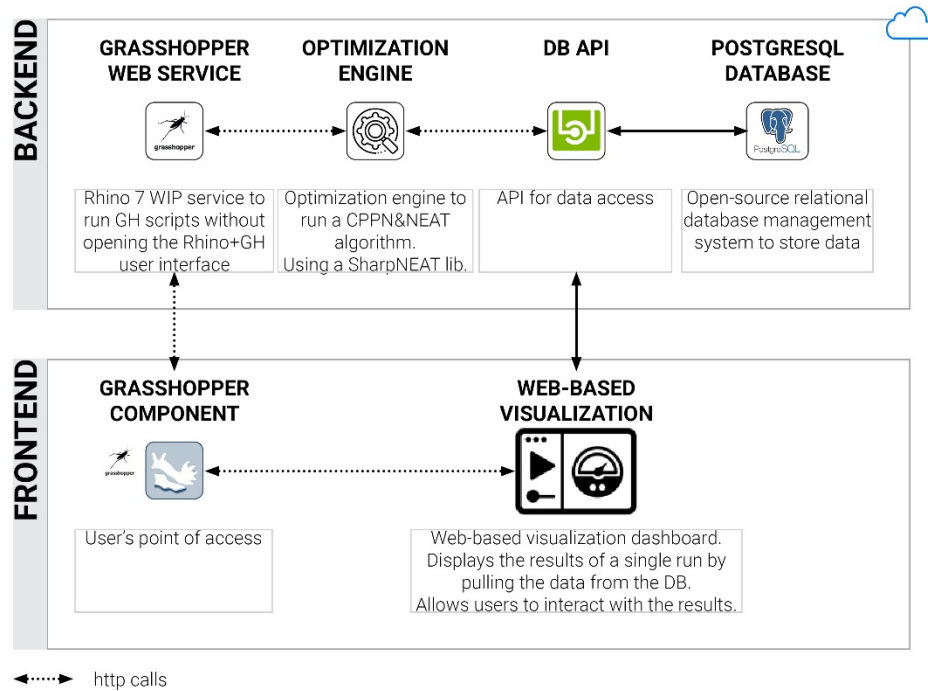 BACKEND
GRASSHOPPER
WEB SERVICE
OPTIMIZATION
ENGINE
DB API
POSTGRESQL
DATABASE
grasshopper
PostgreSQL
Rhino 7 WIP service to
run GH scripts without
opening the Rhino+GH
user interface
Optimization engine to
run a CPPN&NEAT
algorithm.
Using a SharpNEAT lib.
API for data access
Open-source relational
database management
system to store data
FRONTEND
GRASSHOPPER
COMPONENT
WEB-BASED
VISUALIZATION
grasshopper
User's point of access
Web-based visualization dashboard.
Displays the results of a single run by
pulling the data from the DB.
Allows users to interact with the results.
http calls